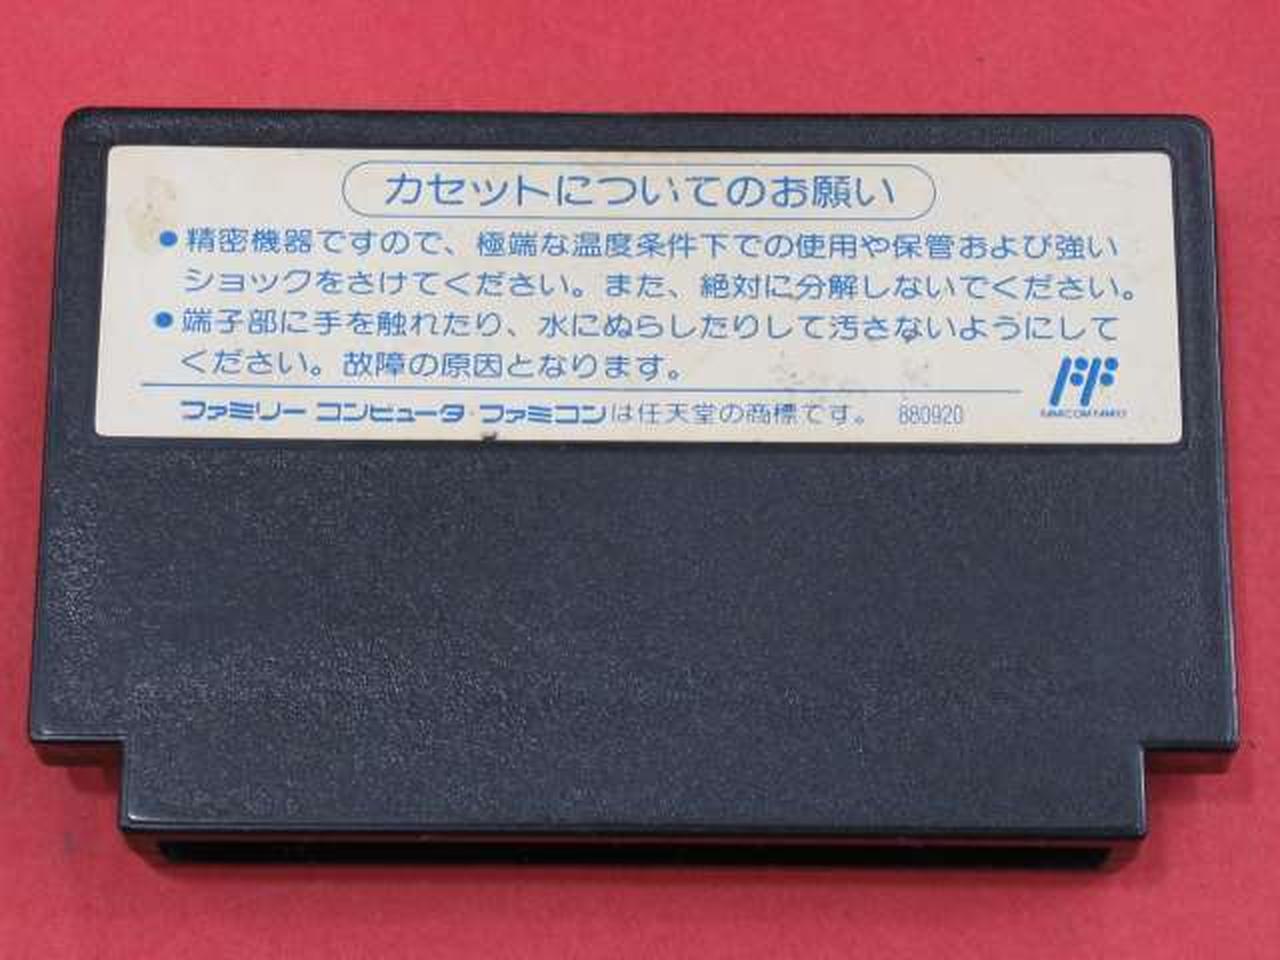 カセットについてのお願い
●精密機器ですので、極端な温度条件下での使用や保管および強い
ショックをさけてください。また、絶対に分解しないでください。
●端子部に手を触れたり、水にぬらしたりして汚さないようにして
ください。故障の原因となります。
FF
FAMICOM FAMILY
ファミリー コンピュータ・ファミコンは任天堂の商標です。 880920